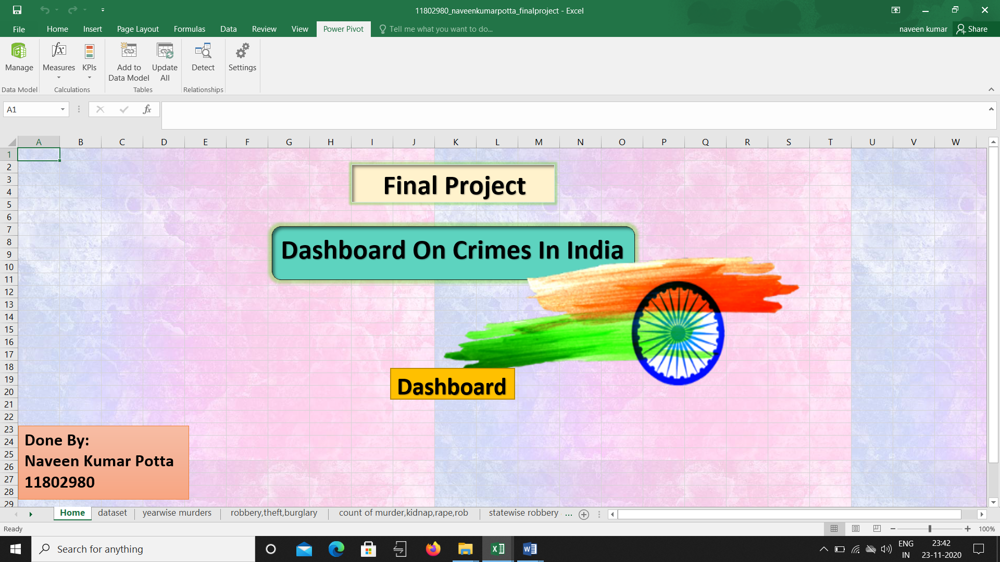 11802980_naveenkumarpotta_finalproject - Excel
File Home Insert Page Layout Formulas Data Review View Power Pivot Tell me what you want to do... naveen kumar Share
Manage Measures KPIs Add to Data Model Update All Detect Settings
Data Model Calculations Tables Relationships
A1 fx
A B C D E F G H I J K L M N O P Q R S T U V W
1
2
3
4
5
6
7
8
9
10
11
12
13
14
15
16
17
18
19
20
21
22
23
24
25
26
27
28
29
Final Project
Dashboard On Crimes In India
Dashboard
Done By:
Naveen Kumar Potta
11802980
Home dataset yearwise murders robbery,theft,burglary count of murder,kidnap,rape,rob statewise robbery ...
Ready 100%
Search for anything
ENG
IN
23:42
23-11-2020